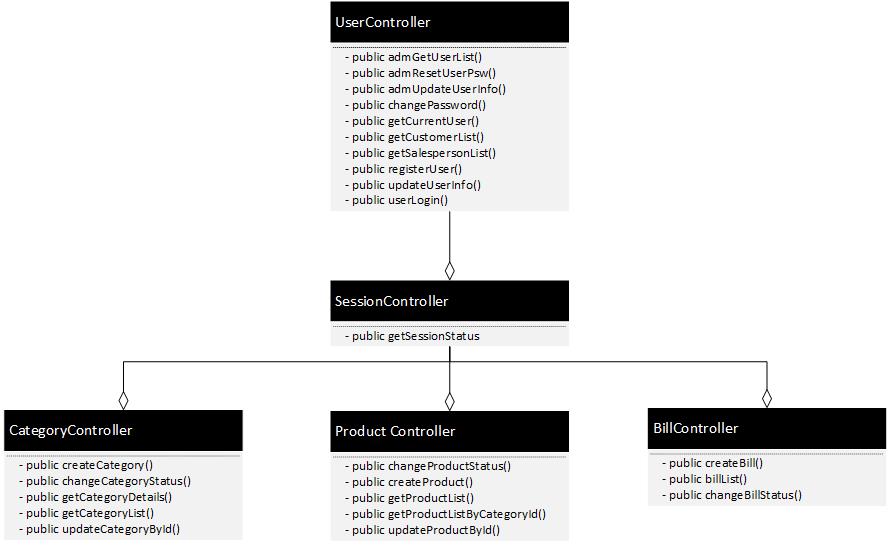 UserController
- public admGetUserList()
- public admResetUserPsw()
- public admUpdateUserInfo()
- public changePassword()
- public getCurrentUser()
- public getCustomerList()
- public getSalespersonList()
- public registerUser()
- public updateUserInfo()
- public userLogin()
SessionController
- public getSessionStatus
CategoryController
- public createCategory()
- public changeCategoryStatus()
- public getCategoryDetails()
- public getCategoryList()
- public updateCategoryById()
Product Controller
- public changeProductStatus()
- public createProduct()
- public getProductList()
- public getProductListByCategoryId()
- public updateProductById()
BillController
- public createBill()
- public billList()
- public changeBillStatus()